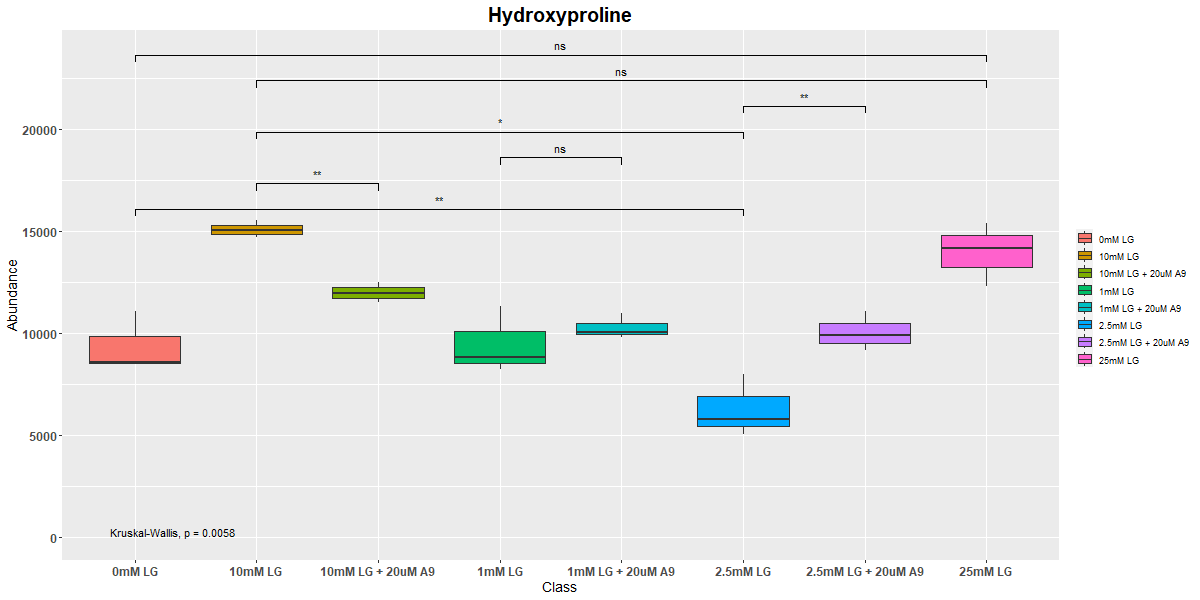 Hydroxyproline
ns
ns
**
*
ns
**
**
20000
15000
10000
5000
0
Abundance
Kruskal-Wallis, p = 0.0058
0mM LG
10mM LG
10mM LG + 20uM A9
1mM LG
1mM LG + 20uM A9
2.5mM LG
2.5mM LG + 20uM A9
25mM LG
Class
0mM LG
10mM LG
10mM LG + 20uM A9
1mM LG
1mM LG + 20uM A9
2.5mM LG
2.5mM LG + 20uM A9
25mM LG